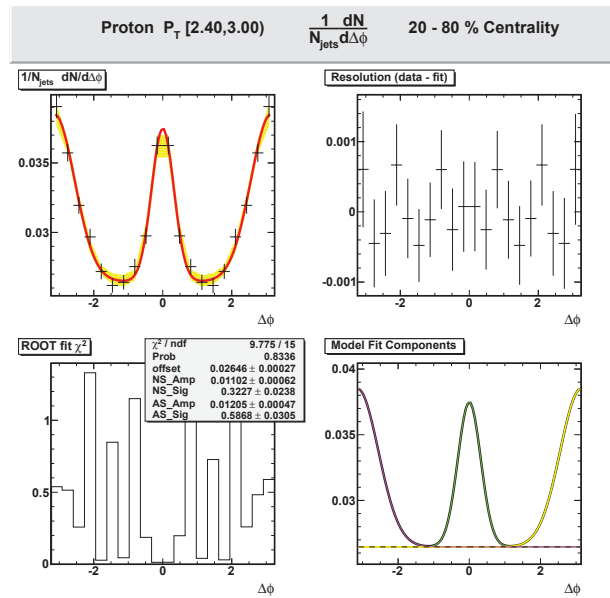 Proton P_T [2.40,3.00) 1/N_jets dN/dΔϕ 20 - 80 % Centrality
1/N_jets dN/dΔϕ
0.035
0.03
-2 0 2
Δϕ
Resolution (data - fit)
0.001
0
-0.001
-2 0 2
Δϕ
ROOT fit χ²
1
0.5
0
-2 0 2
Δϕ
χ² / ndf 9.775 / 15
Prob 0.8336
offset 0.02646 ± 0.00027
NS_Amp 0.01102 ± 0.00062
NS_Sig 0.3227 ± 0.0238
AS_Amp 0.01205 ± 0.00047
AS_Sig 0.5868 ± 0.0305
Model Fit Components
0.04
0.035
0.03
-2 0 2
Δϕ